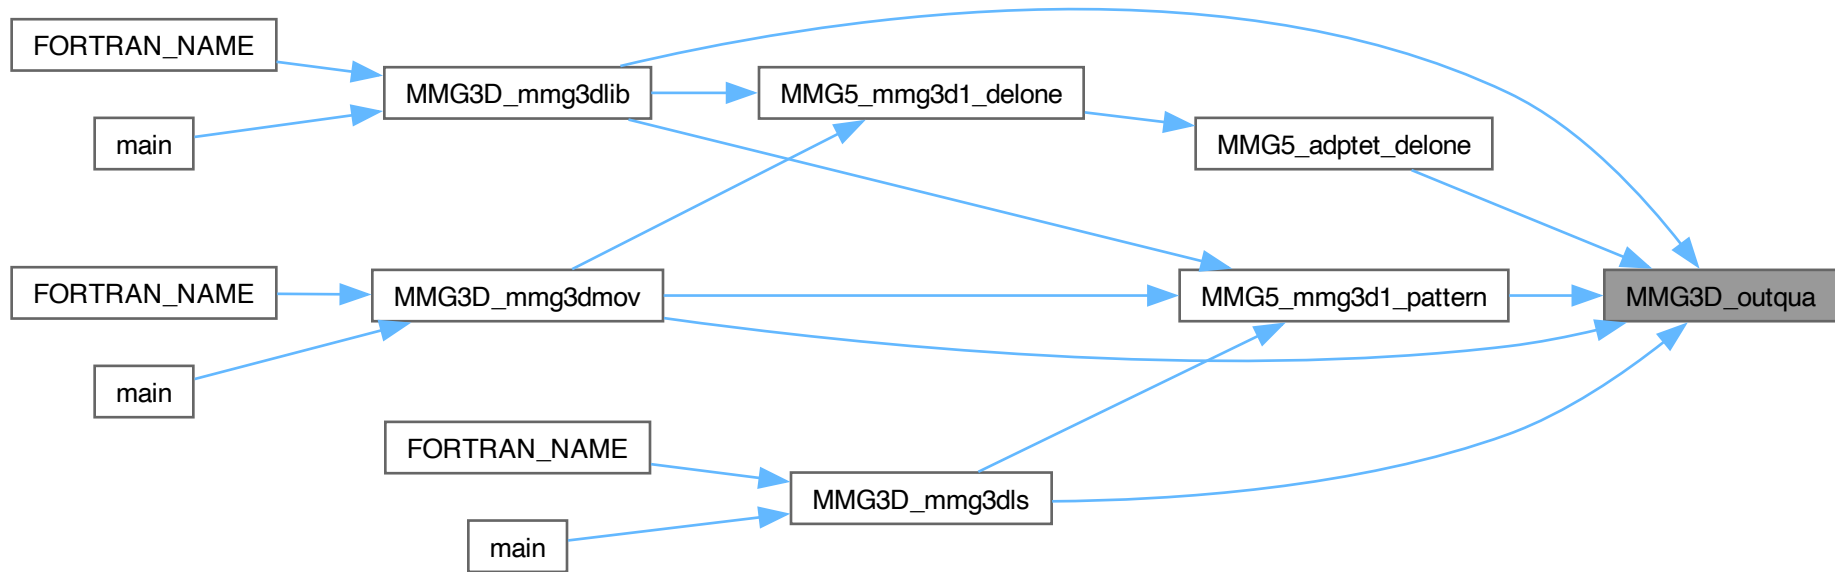 FORTRAN_NAME
MMG3D_mmg3dlib
MMG5_mmg3d1_delone
main
MMG5_adptet_delone
FORTRAN_NAME
MMG3D_mmg3dmov
MMG5_mmg3d1_pattern
MMG3D_outqua
main
FORTRAN_NAME
MMG3D_mmg3dls
main